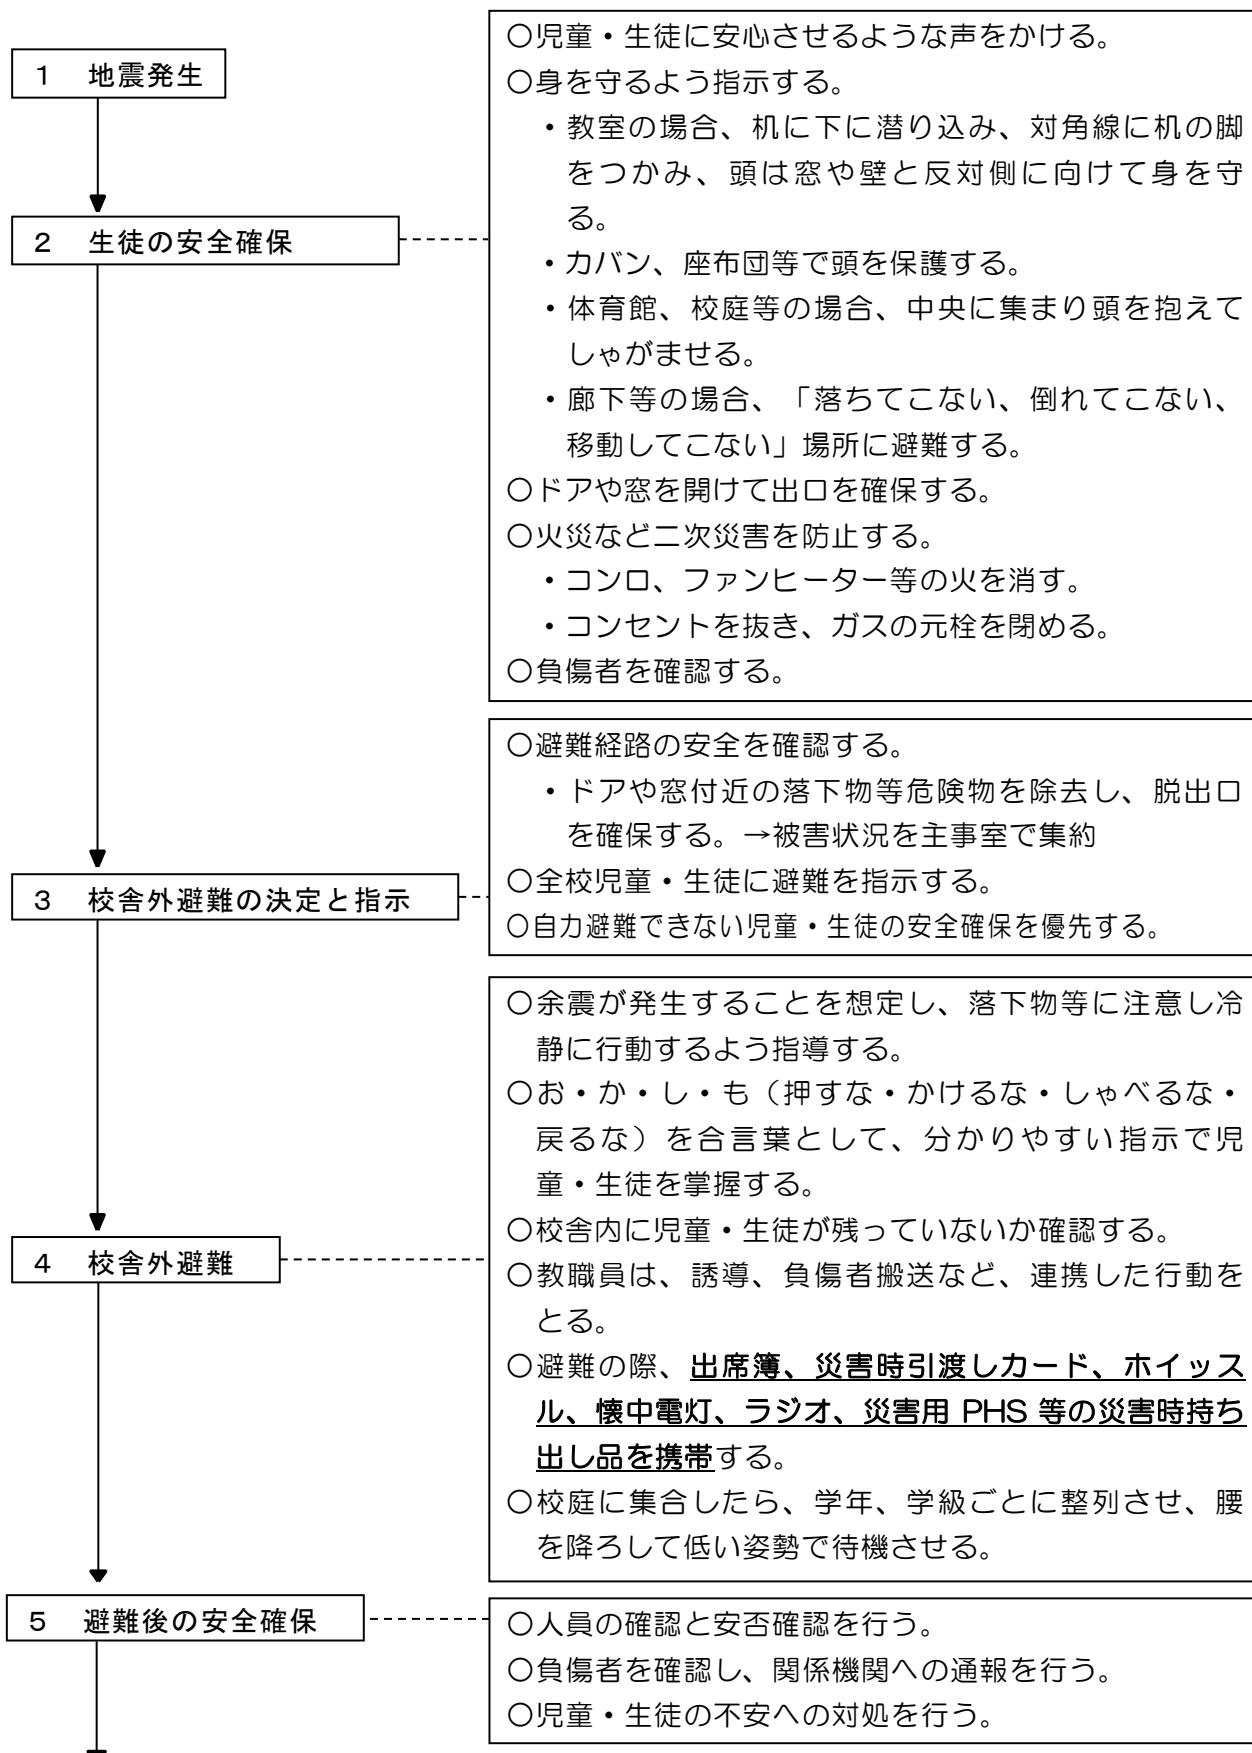 １　地震発生
○児童・生徒に安心させるような声をかける。
○身を守るよう指示する。
・教室の場合、机に下に潜り込み、対角線に机の脚
をつかみ、頭は窓や壁と反対側に向けて身を守
る。
２　生徒の安全確保
・カバン、座布団等で頭を保護する。
・体育館、校庭等の場合、中央に集まり頭を抱えて
しゃがませる。
・廊下等の場合、「落ちてこない、倒れてこない、
移動してこない」場所に避難する。
○ドアや窓を開けて出口を確保する。
○火災など二次災害を防止する。
・コンロ、ファンヒーター等の火を消す。
・コンセントを抜き、ガスの元栓を閉める。
○負傷者を確認する。
３　校舎外避難の決定と指示
○避難経路の安全を確認する。
・ドアや窓付近の落下物等危険物を除去し、脱出口
を確保する。→被害状況を主事室で集約
○全校児童・生徒に避難を指示する。
○自力避難できない児童・生徒の安全確保を優先する。
４　校舎外避難
○余震が発生することを想定し、落下物等に注意し冷
静に行動するよう指導する。
○お・か・し・も（押すな・かけるな・しゃべるな・
戻るな）を合言葉として、分かりやすい指示で児
童・生徒を掌握する。
○校舎内に児童・生徒が残っていないか確認する。
○教職員は、誘導、負傷者搬送など、連携した行動を
とる。
○避難の際、出席簿、災害時引渡しカード、ホイッス
ル、懐中電灯、ラジオ、災害用 PHS 等の災害時持ち
出し品を携帯する。
○校庭に集合したら、学年、学級ごとに整列させ、腰
を降ろして低い姿勢で待機させる。
５　避難後の安全確保
○人員の確認と安否確認を行う。
○負傷者を確認し、関係機関への通報を行う。
○児童・生徒の不安への対処を行う。